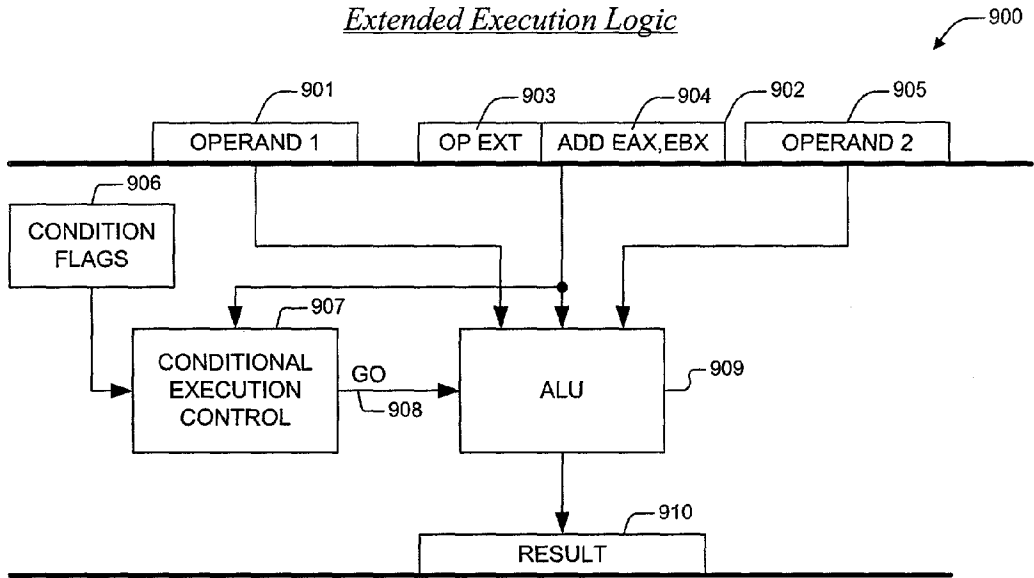 Extended Execution Logic
900
901
903
904
902
905
OPERAND 1
OP EXT
ADD EAX,EBX
OPERAND 2
906
CONDITION
FLAGS
907
CONDITIONAL
EXECUTION
CONTROL
GO
908
ALU
909
910
RESULT